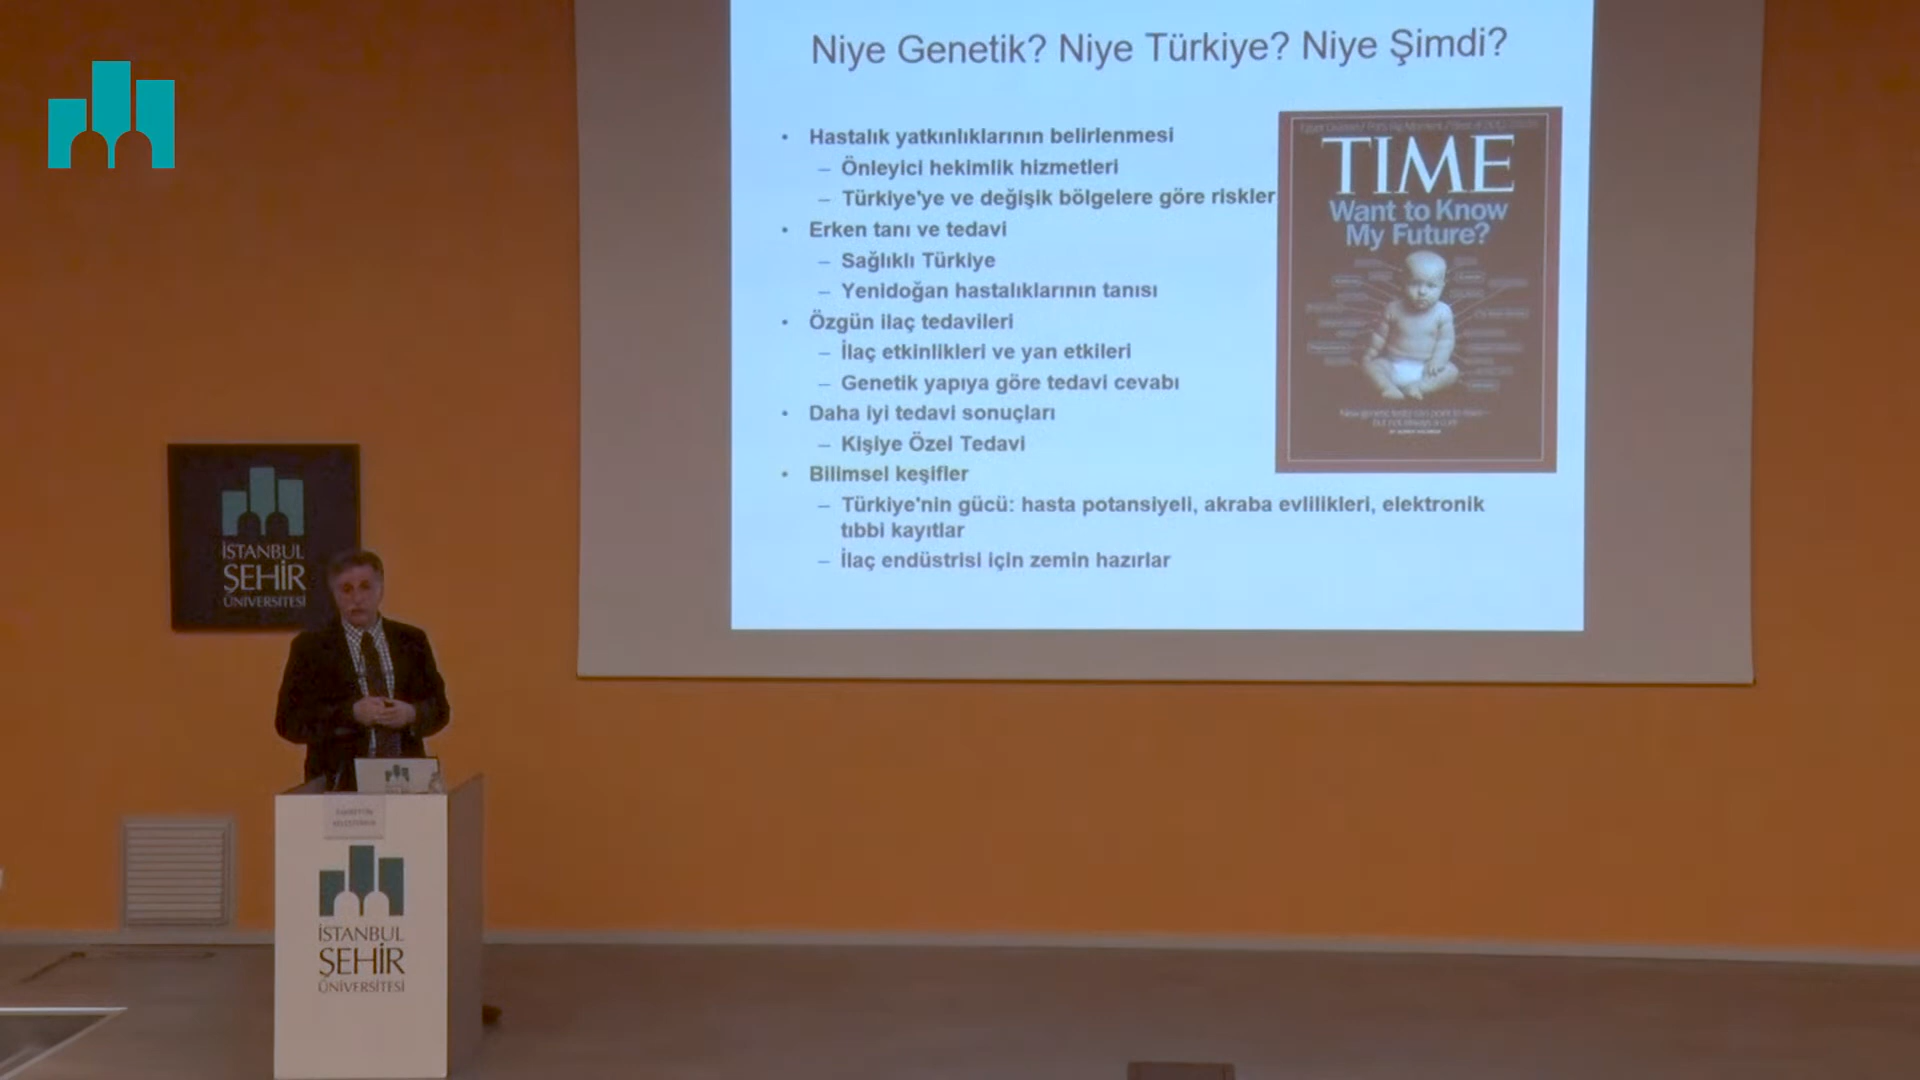 Niye Genetik? Niye Türkiye? Niye Şimdi?
• Hastalık yatkınlıklarının belirlenmesi
– Önleyici hekimlik hizmetleri
– Türkiye'ye ve değişik bölgelere göre riskler
• Erken tanı ve tedavi
– Sağlıklı Türkiye
– Yenidoğan hastalıklarının tanısı
• Özgün ilaç tedavileri
– İlaç etkinlikleri ve yan etkileri
– Genetik yapıya göre tedavi cevabı
• Daha iyi tedavi sonuçları
– Kişiye Özel Tedavi
• Bilimsel keşifler
– Türkiye'nin gücü: hasta potansiyeli, akraba evlilikleri, elektronik
tıbbi kayıtlar
– İlaç endüstrisi için zemin hazırlar
TIME
Want to Know
My Future?
İSTANBUL
ŞEHİR
ÜNİVERSİTESİ
İSTANBUL
ŞEHİR
ÜNİVERSİTESİ